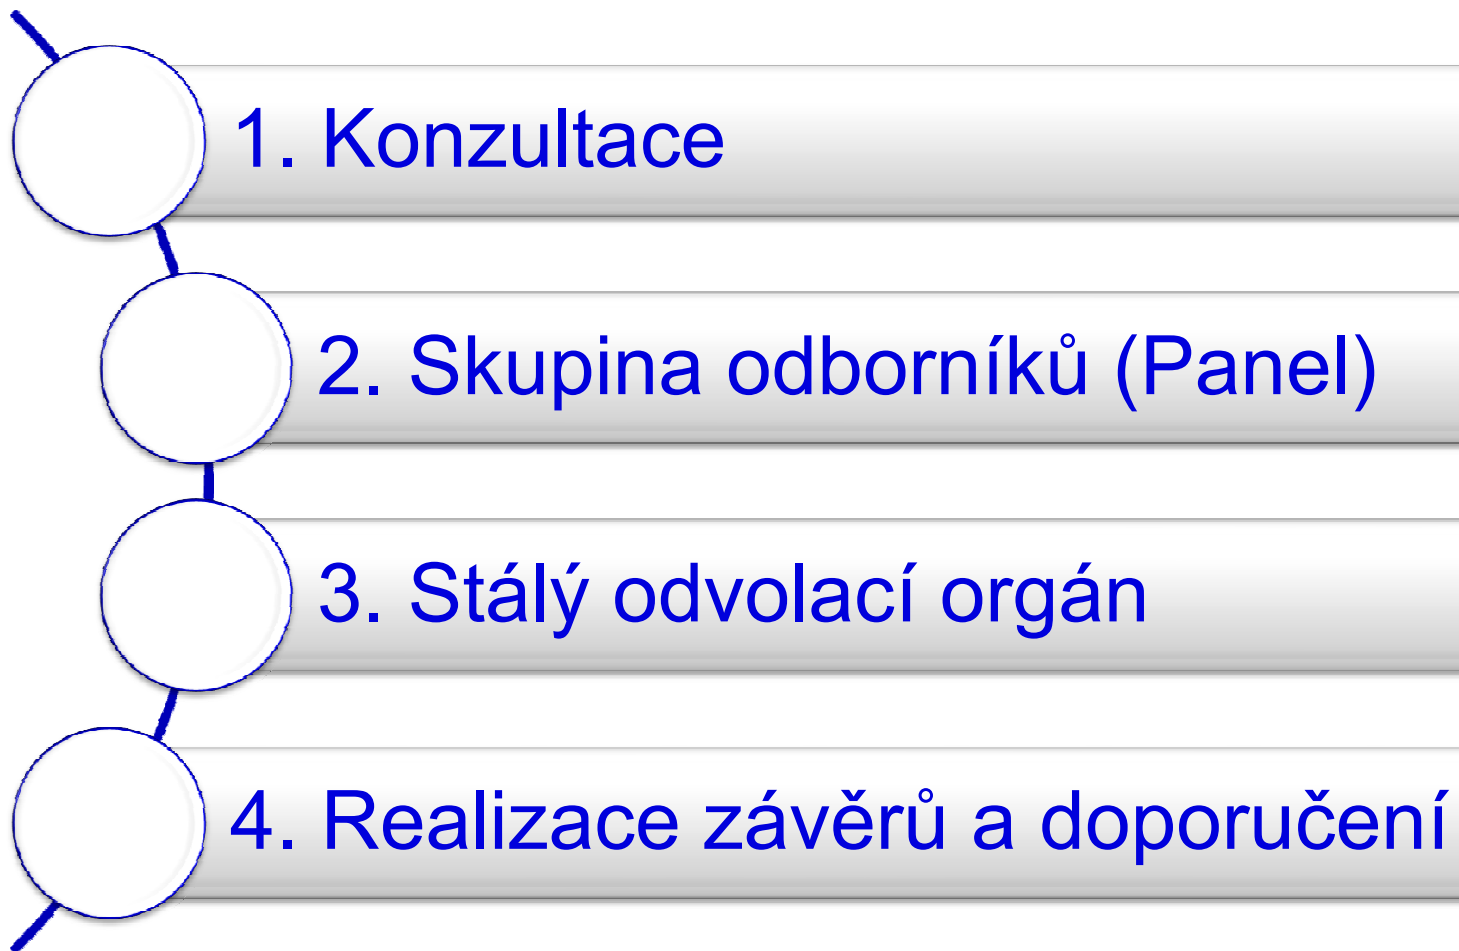 1. Konzultace
2. Skupina odborníků (Panel)
3. Stálý odvolací orgán
4. Realizace závěrů a doporučení